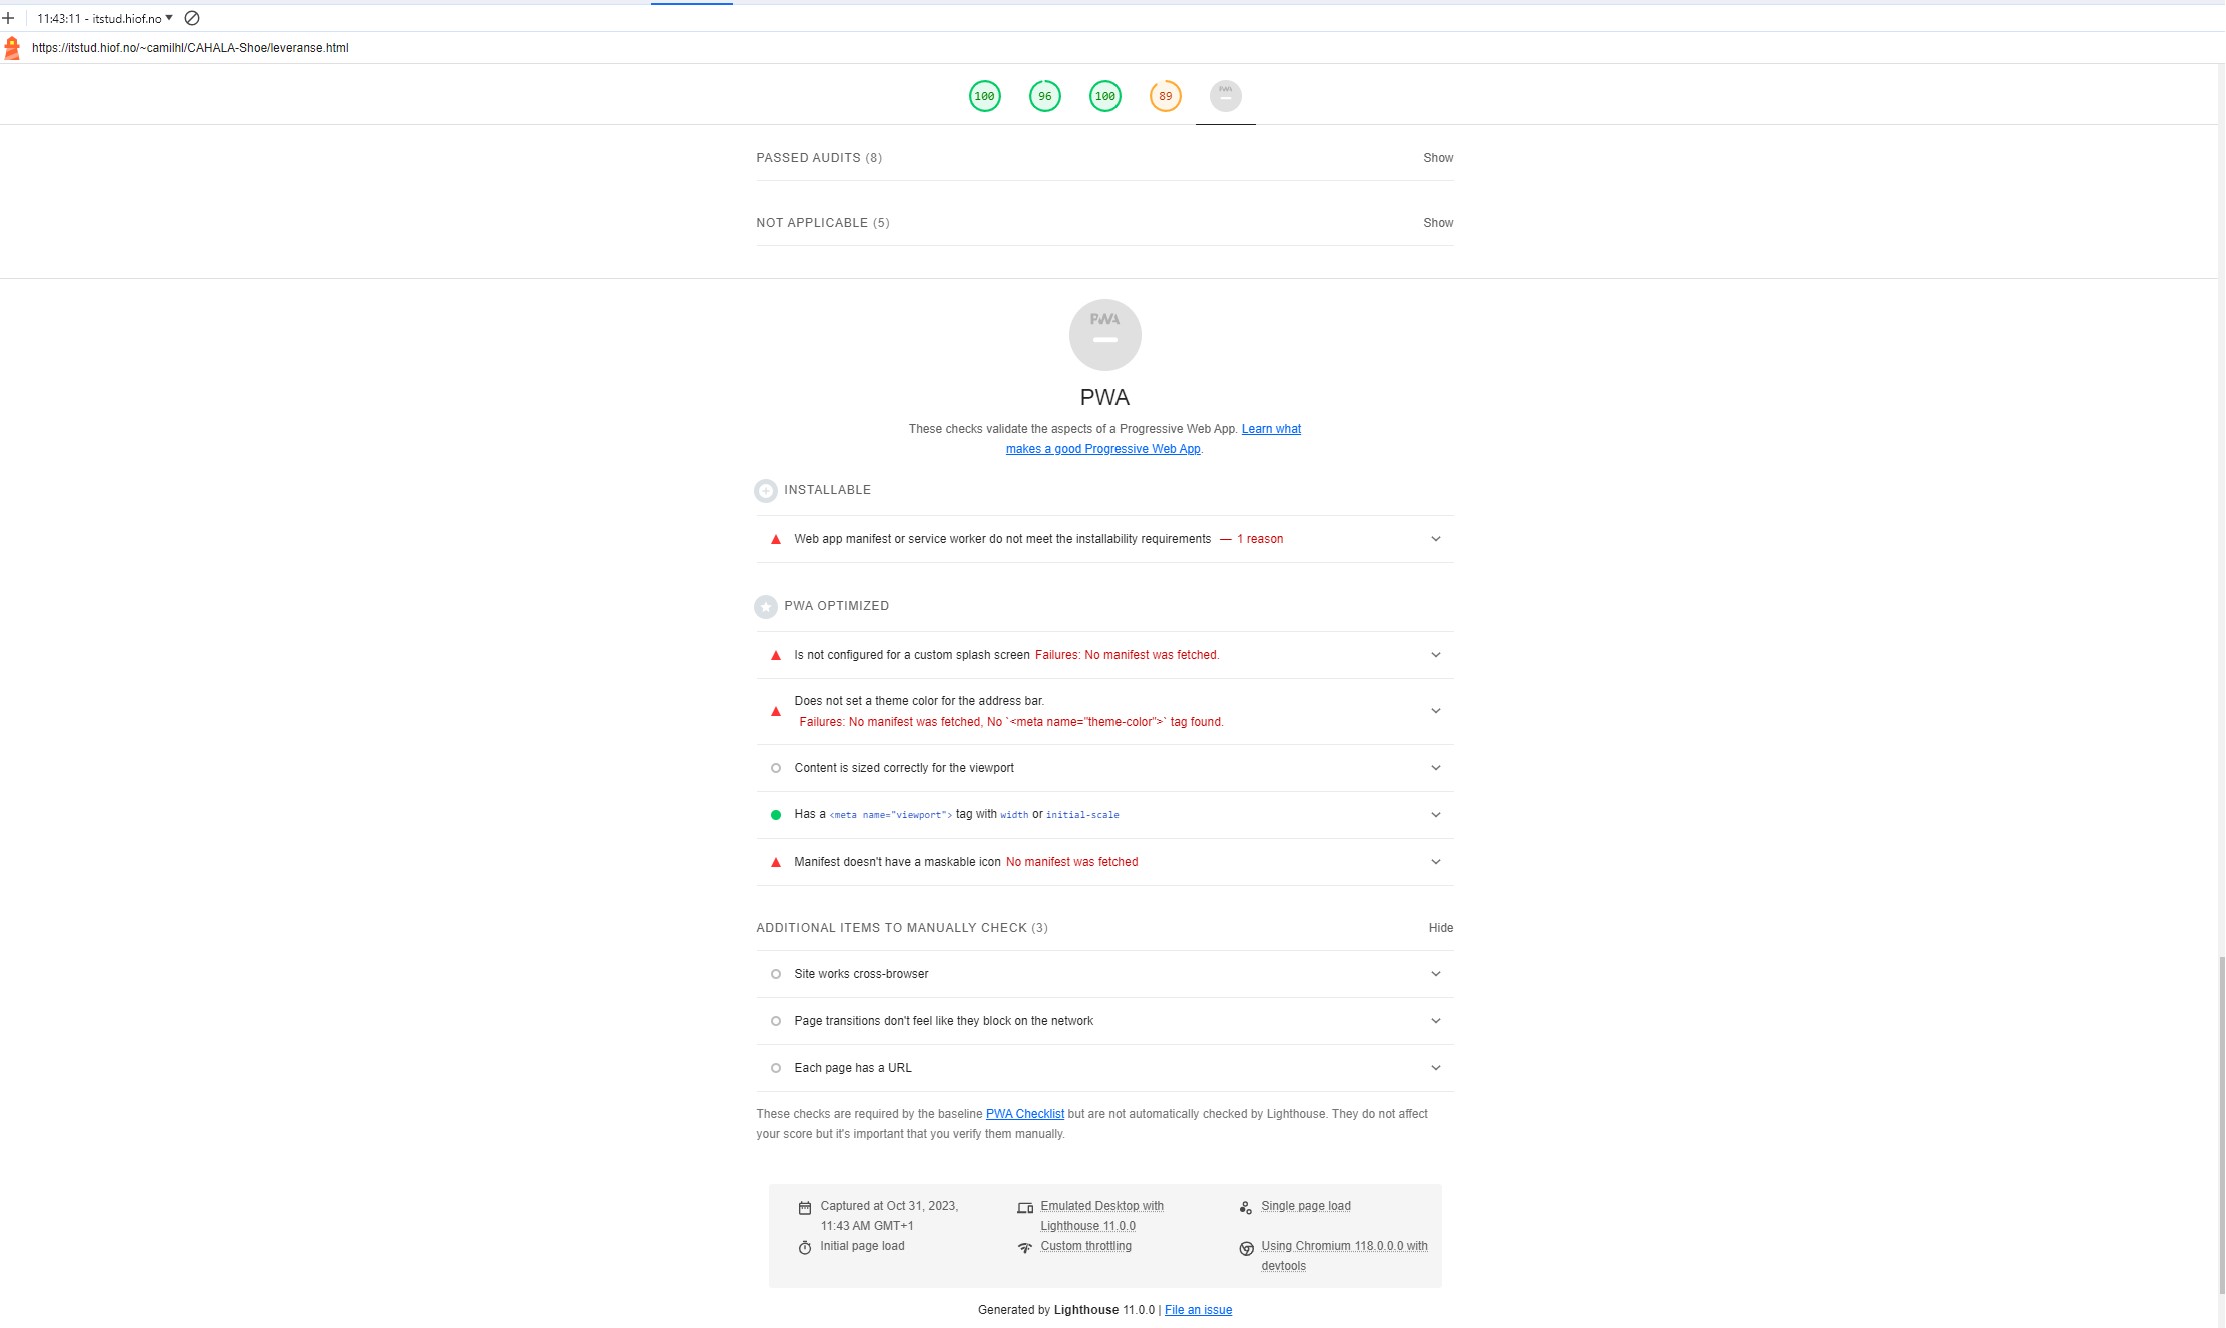 11:43:11 - itstud.hiof.no
https://itstud.hiof.no/~camilhl/CAHALA-Shoe/leveranse.html
100 96 100 89 PWA
PASSED AUDITS (8) Show
NOT APPLICABLE (5) Show
PWA
PWA
These checks validate the aspects of a Progressive Web App. Learn what
makes a good Progressive Web App.
INSTALLABLE
Web app manifest or service worker do not meet the installability requirements — 1 reason
PWA OPTIMIZED
Is not configured for a custom splash screen Failures: No manifest was fetched.
Does not set a theme color for the address bar.
Failures: No manifest was fetched, No `<meta name="theme-color">` tag found.
Content is sized correctly for the viewport
Has a <meta name="viewport"> tag with width or initial-scale
Manifest doesn't have a maskable icon No manifest was fetched
ADDITIONAL ITEMS TO MANUALLY CHECK (3) Hide
Site works cross-browser
Page transitions don't feel like they block on the network
Each page has a URL
These checks are required by the baseline PWA Checklist but are not automatically checked by Lighthouse. They do not affect
your score but it's important that you verify them manually.
Captured at Oct 31, 2023,
11:43 AM GMT+1
Emulated Desktop with
Lighthouse 11.0.0
Single page load
Initial page load
Custom throttling
Using Chromium 118.0.0.0 with
devtools
Generated by Lighthouse 11.0.0 | File an issue